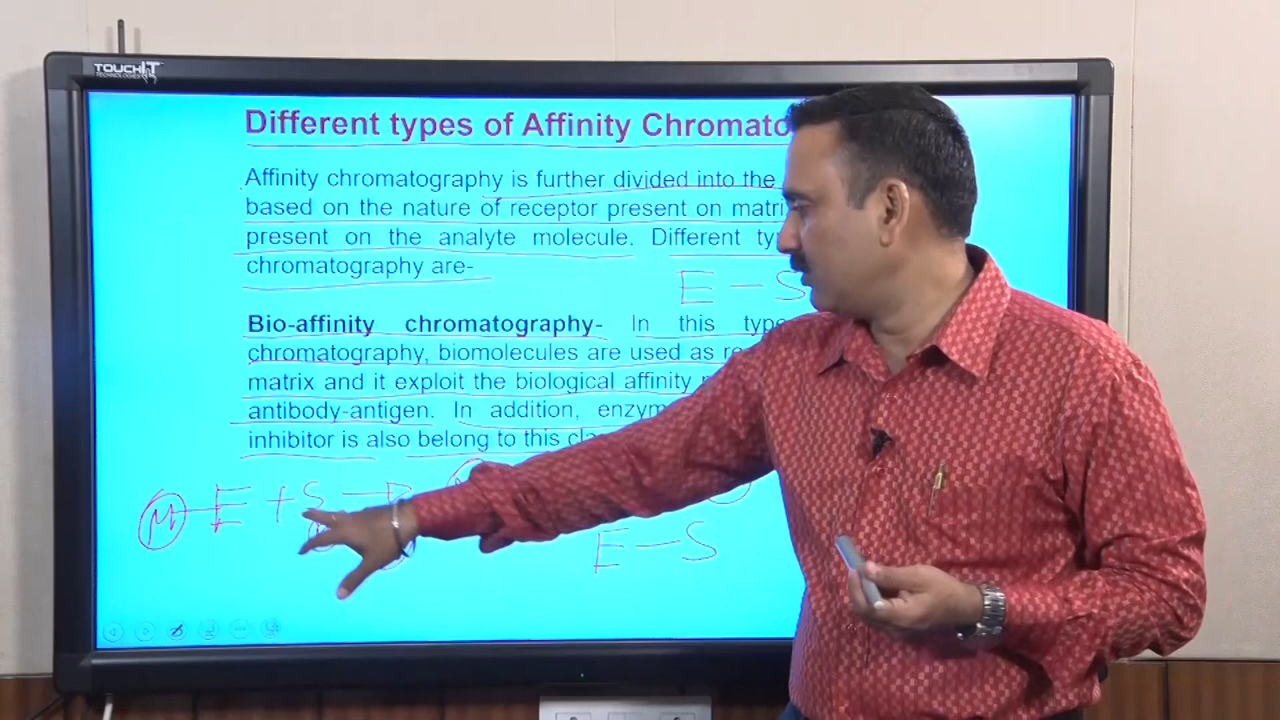 TOUCHIT
TECHNOLOGIES
Different types of Affinity Chromato
Affinity chromatography is further divided into the
based on the nature of receptor present on matri
present on the analyte molecule. Different ty
chromatography are-
E - S
Bio-affinity chromatography- In this type
chromatography, biomolecules are used as re
matrix and it exploit the biological affinity
antibody-antigen. In addition, enzym
inhibitor is also belong to this cla
M E + S - P
E - S